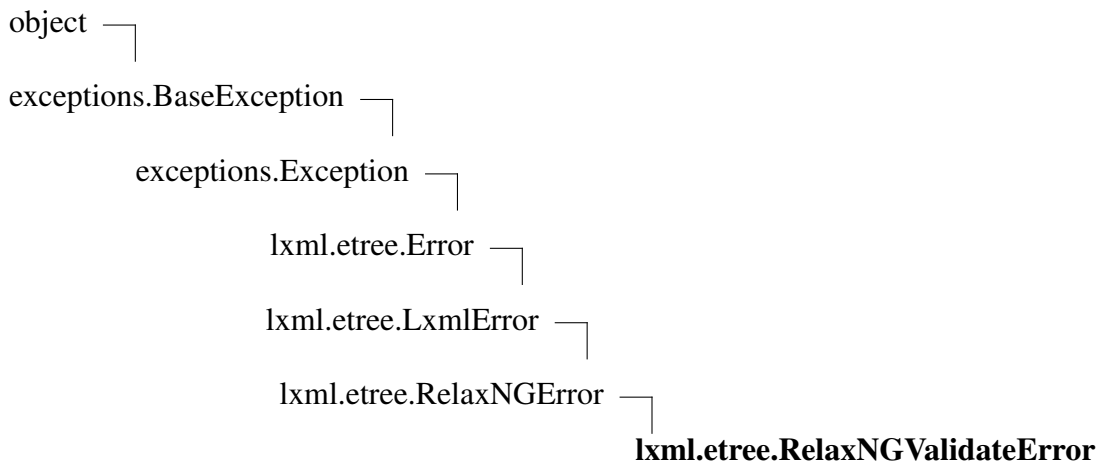 object
exceptions.BaseException
exceptions.Exception
lxml.etree.Error
lxml.etree.LxmlError
lxml.etree.RelaxNGError
lxml.etree.RelaxNGValidateError